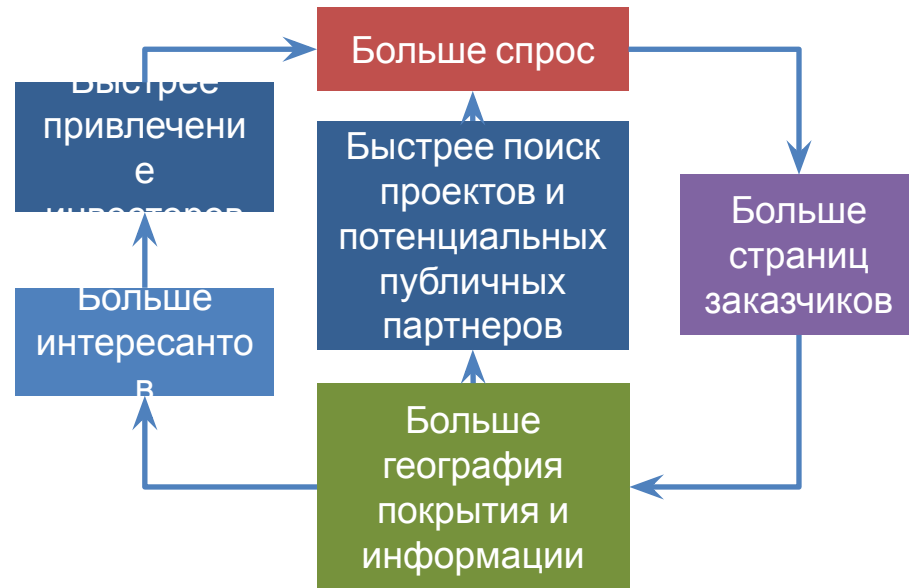 Больше спрос
Быстрее
привлечени
е
инвесторов
Быстрее поиск
проектов и
потенциальных
публичных
партнеров
Больше
страниц
заказчиков
Больше
интересанто
в
Больше
география
покрытия и
информации